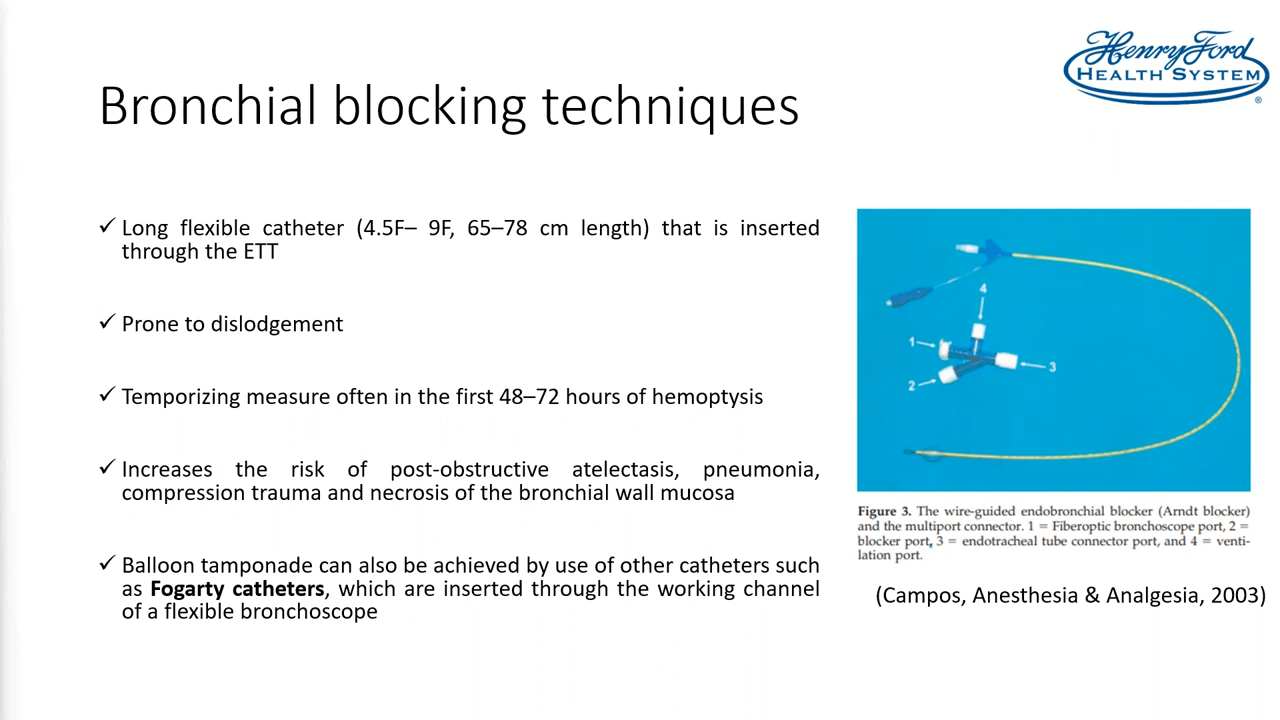 Henry Ford
HEALTH SYSTEM
®
Bronchial blocking techniques
✓ Long flexible catheter (4.5F– 9F, 65–78 cm length) that is inserted
through the ETT
✓ Prone to dislodgement
✓ Temporizing measure often in the first 48–72 hours of hemoptysis
✓ Increases the risk of post-obstructive atelectasis, pneumonia,
compression trauma and necrosis of the bronchial wall mucosa
✓ Balloon tamponade can also be achieved by use of other catheters such
as Fogarty catheters, which are inserted through the working channel
of a flexible bronchoscope
4
1
3
2
Figure 3. The wire-guided endobronchial blocker (Arndt blocker)
and the multiport connector. 1 = Fiberoptic bronchoscope port, 2 =
blocker port, 3 = endotracheal tube connector port, and 4 = venti-
lation port.
(Campos, Anesthesia & Analgesia, 2003)